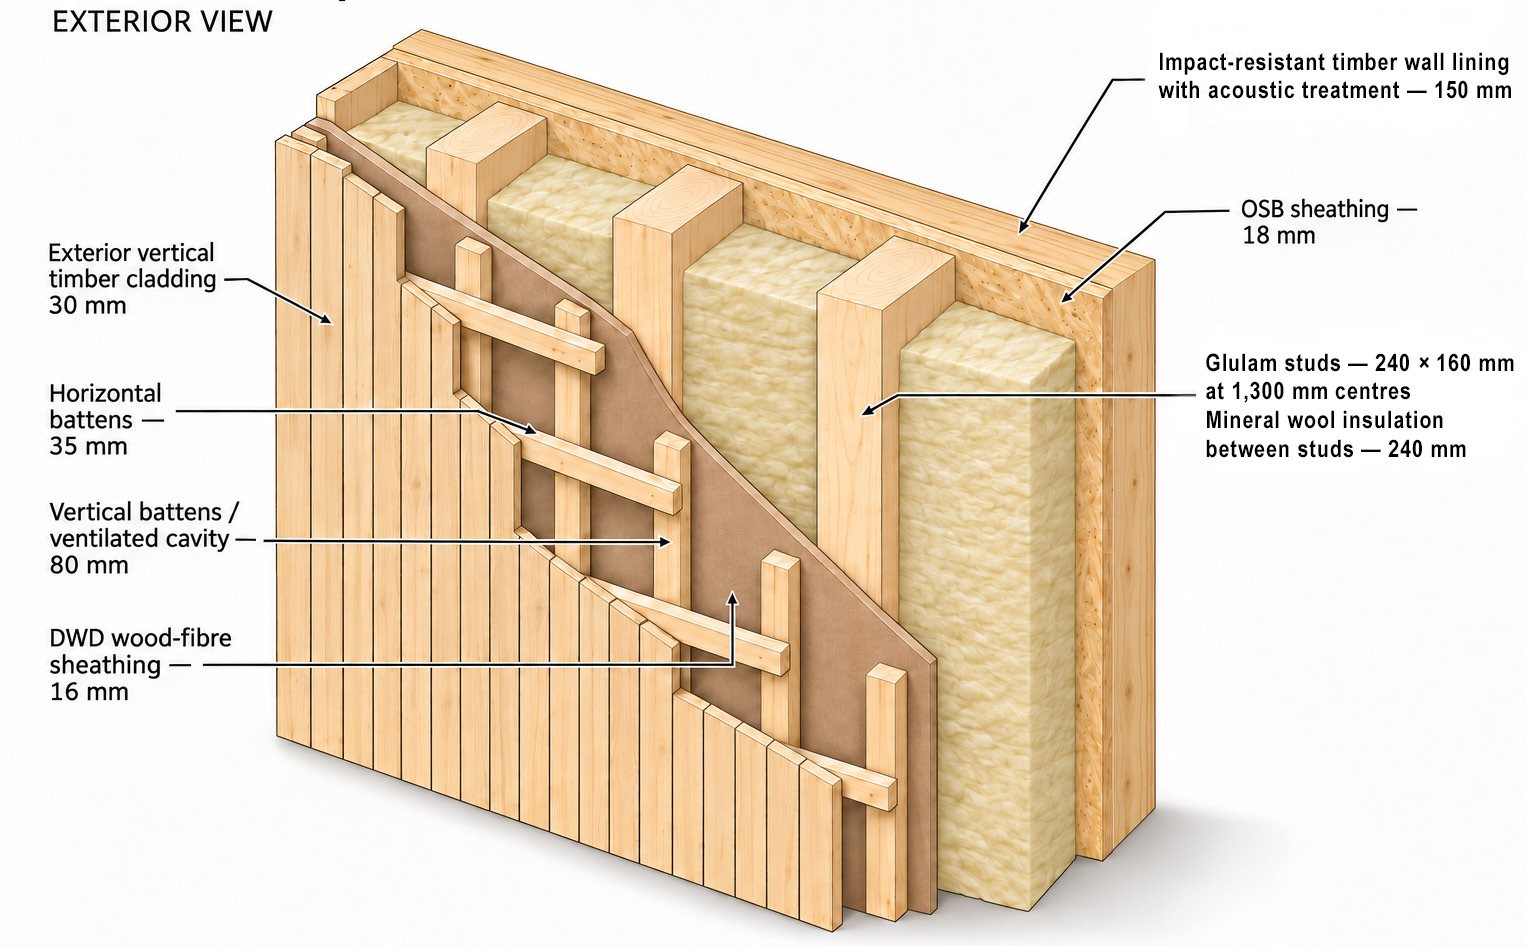 EXTERIOR VIEW
Impact-resistant timber wall lining
with acoustic treatment — 150 mm
OSB sheathing —
18 mm
Exterior vertical
timber cladding
30 mm
Glulam studs — 240 × 160 mm
at 1,300 mm centres
Mineral wool insulation
between studs — 240 mm
Horizontal
battens —
35 mm
Vertical battens /
ventilated cavity —
80 mm
DWD wood-fibre
sheathing —
16 mm